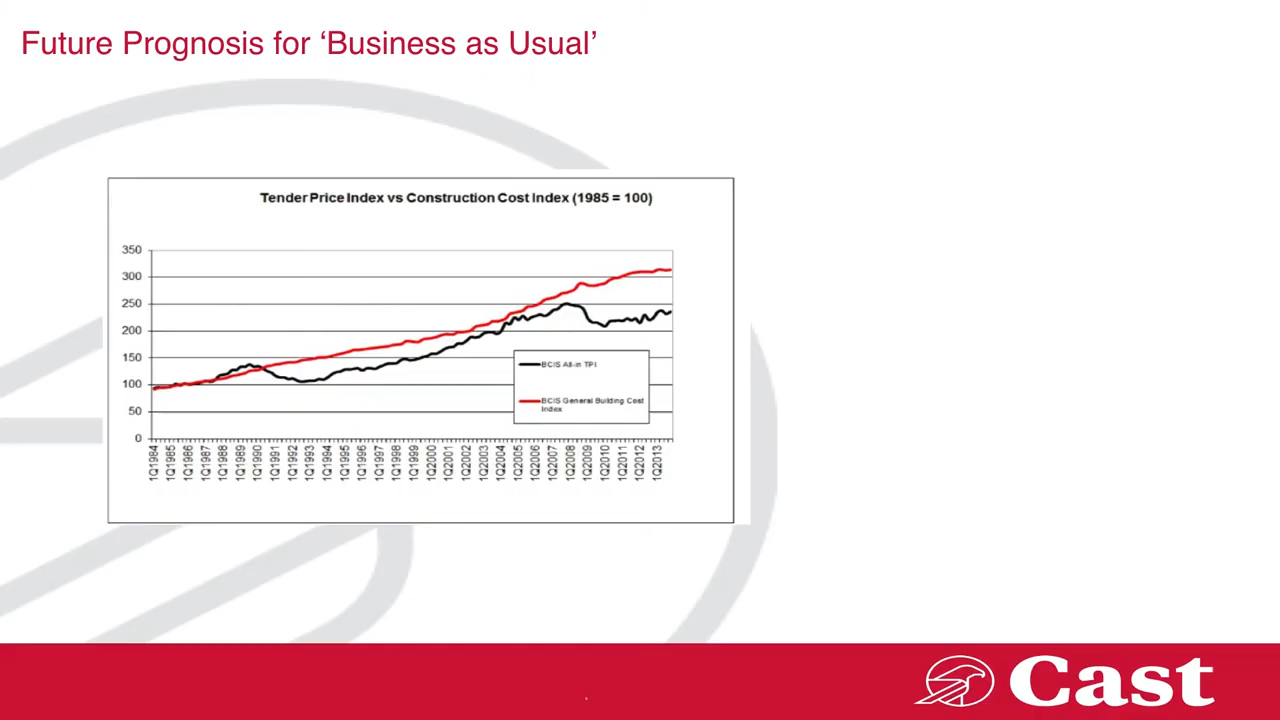 Future Prognosis for ‘Business as Usual’
Tender Price Index vs Construction Cost Index (1985 = 100)
350
300
250
200
150
100
50
0
BCIS All-in TPI
BCIS General Building Cost
Index
1Q1984
1Q1985
1Q1986
1Q1987
1Q1988
1Q1989
1Q1990
1Q1991
1Q1992
1Q1993
1Q1994
1Q1995
1Q1996
1Q1997
1Q1998
1Q1999
1Q2000
1Q2001
1Q2002
1Q2003
1Q2004
1Q2005
1Q2006
1Q2007
1Q2008
1Q2009
1Q2010
1Q2011
1Q2012
1Q2013
Cast